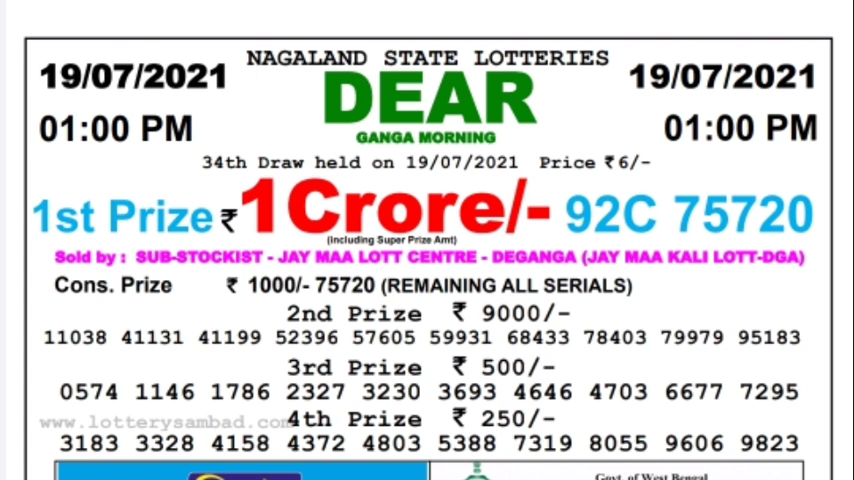 NAGALAND STATE LOTTERIES
19/07/2021 DEAR 19/07/2021
GANGA MORNING
01:00 PM 01:00 PM
34th Draw held on 19/07/2021 Price ₹6/-
1st Prize ₹1Crore/- 92C 75720
(Including Super Prize Amt)
Sold by : SUB-STOCKIST - JAY MAA LOTT CENTRE - DEGANGA (JAY MAA KALI LOTT-DGA)
Cons. Prize ₹ 1000/- 75720 (REMAINING ALL SERIALS)
2nd Prize ₹ 9000/-
11038 41131 41199 52396 57605 59931 68433 78403 79979 95183
3rd Prize ₹ 500/-
0574 1146 1786 2327 3230 3693 4646 4703 6677 7295
www.lotterysambad.com
4th Prize ₹ 250/-
3183 3328 4158 4372 4803 5388 7319 8055 9606 9823
Govt. of West Bengal